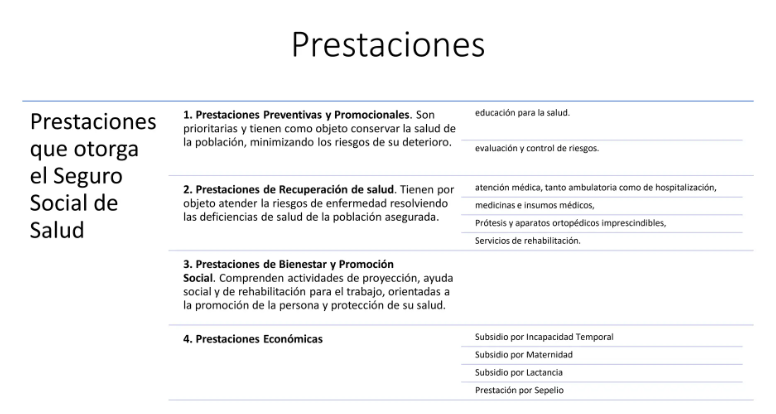 Prestaciones
Prestaciones
que otorga
el Seguro
Social de
Salud
1. Prestaciones Preventivas y Promocionales. Son
prioritarias y tienen como objeto conservar la salud de
la población, minimizando los riesgos de su deterioro.
educación para la salud.
evaluación y control de riesgos.
2. Prestaciones de Recuperación de salud. Tienen por
objeto atender la riesgos de enfermedad resolviendo
las deficiencias de salud de la población asegurada.
atención médica, tanto ambulatoria como de hospitalización,
medicinas e insumos médicos,
Prótesis y aparatos ortopédicos imprescindibles,
Servicios de rehabilitación.
3. Prestaciones de Bienestar y Promoción
Social. Comprenden actividades de proyección, ayuda
social y de rehabilitación para el trabajo, orientadas a
la promoción de la persona y protección de su salud.
4. Prestaciones Económicas
Subsidio por Incapacidad Temporal
Subsidio por Maternidad
Subsidio por Lactancia
Prestación por Sepelio